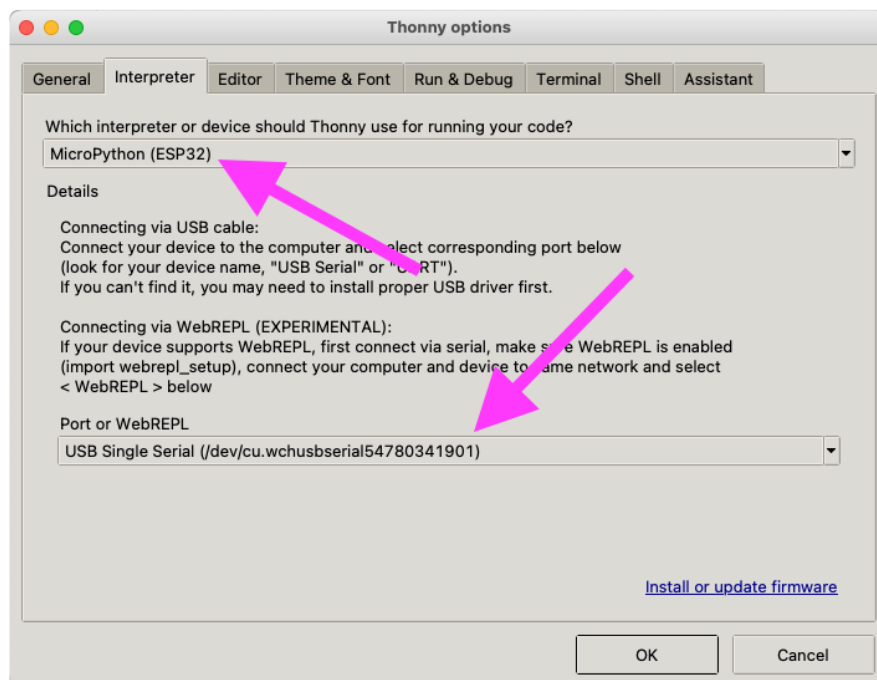 Thonny options
General Interpreter Editor Theme & Font Run & Debug Terminal Shell Assistant
Which interpreter or device should Thonny use for running your code?
MicroPython (ESP32)
Details
Connecting via USB cable:
Connect your device to the computer and select corresponding port below
(look for your device name, "USB Serial" or "UART").
If you can't find it, you may need to install proper USB driver first.
Connecting via WebREPL (EXPERIMENTAL):
If your device supports WebREPL, first connect via serial, make sure WebREPL is enabled
(import webrepl_setup), connect your computer and device to same network and select
< WebREPL > below
Port or WebREPL
USB Single Serial (/dev/cu.wchusbserial54780341901)
Install or update firmware
OK Cancel